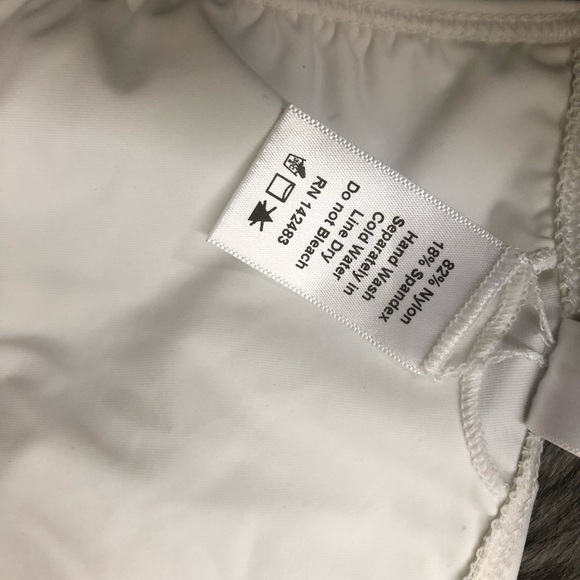 82% Nylon
18% Spandex
Hand Wash
Separately in
Cold Water
Line Dry
Do not Bleach
RN 142483